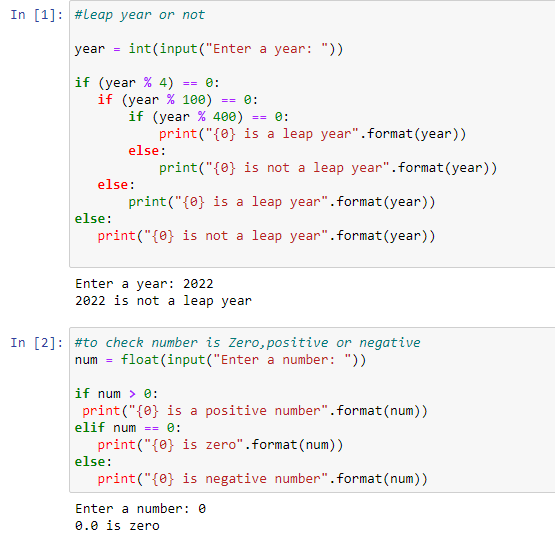 In [1]: #leap year or not
year = int(input("Enter a year: "))
if (year % 4) == 0:
   if (year % 100) == 0:
       if (year % 400) == 0:
           print("{0} is a leap year".format(year))
       else:
           print("{0} is not a leap year".format(year))
   else:
       print("{0} is a leap year".format(year))
else:
   print("{0} is not a leap year".format(year))
Enter a year: 2022
2022 is not a leap year
In [2]: #to check number is Zero,positive or negative
num = float(input("Enter a number: "))
if num > 0:
 print("{0} is a positive number".format(num))
elif num == 0:
   print("{0} is zero".format(num))
else:
   print("{0} is negative number".format(num))
Enter a number: 0
0.0 is zero